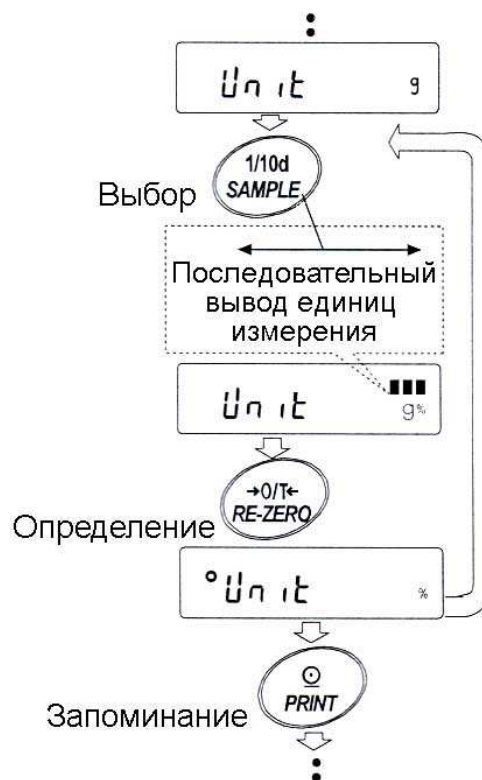 Unit g
1/10d
SAMPLE
Выбор
Последовательный
вывод единиц
измерения
Unit g%
→0/T←
RE-ZERO
Определение
°Unit %
PRINT
Запоминание